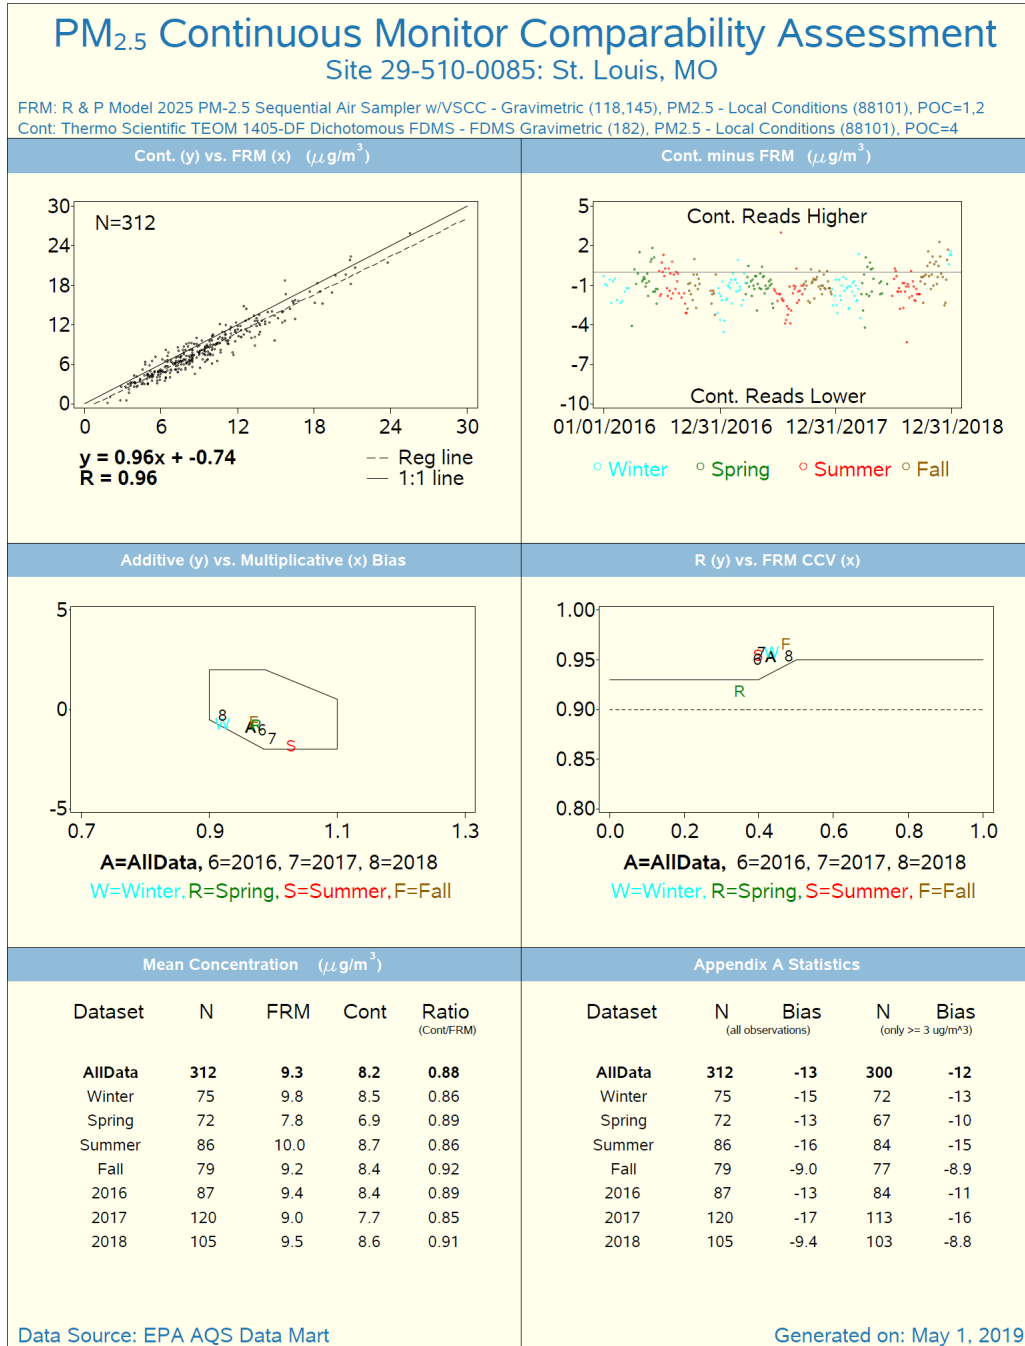 PM2.5 Continuous Monitor Comparability Assessment
Site 29-510-0085: St. Louis, MO
FRM: R & P Model 2025 PM-2.5 Sequential Air Sampler w/VSCC - Gravimetric (118,145), PM2.5 - Local Conditions (88101), POC=1,2
Cont: Thermo Scientific TEOM 1405-DF Dichotomous FDMS - FDMS Gravimetric (182), PM2.5 - Local Conditions (88101), POC=4
Cont. (y) vs. FRM (x) (μg/m³)
30
24
18
12
6
0
N=312
0 6 12 18 24 30
y = 0.96x + -0.74
R = 0.96
Reg line
1:1 line
Cont. minus FRM (μg/m³)
5
2
-1
-4
-7
-10
Cont. Reads Higher
Cont. Reads Lower
01/01/2016 12/31/2016 12/31/2017 12/31/2018
Winter Spring Summer Fall
Additive (y) vs. Multiplicative (x) Bias
5
0
-5
8
W
F
A
R
6
7
S
0.7 0.9 1.1 1.3
A=AllData, 6=2016, 7=2017, 8=2018
W=Winter, R=Spring, S=Summer, F=Fall
R (y) vs. FRM CCV (x)
1.00
0.95
0.90
0.85
0.80
F
S
7
W
6
A
8
R
0.0 0.2 0.4 0.6 0.8 1.0
A=AllData, 6=2016, 7=2017, 8=2018
W=Winter, R=Spring, S=Summer, F=Fall
Mean Concentration (μg/m³)
Dataset N FRM Cont Ratio
(Cont/FRM)
AllData 312 9.3 8.2 0.88
Winter 75 9.8 8.5 0.86
Spring 72 7.8 6.9 0.89
Summer 86 10.0 8.7 0.86
Fall 79 9.2 8.4 0.92
2016 87 9.4 8.4 0.89
2017 120 9.0 7.7 0.85
2018 105 9.5 8.6 0.91
Appendix A Statistics
Dataset N Bias N Bias
(all observations) (only >= 3 ug/m^3)
AllData 312 -13 300 -12
Winter 75 -15 72 -13
Spring 72 -13 67 -10
Summer 86 -16 84 -15
Fall 79 -9.0 77 -8.9
2016 87 -13 84 -11
2017 120 -17 113 -16
2018 105 -9.4 103 -8.8
Data Source: EPA AQS Data Mart
Generated on: May 1, 2019